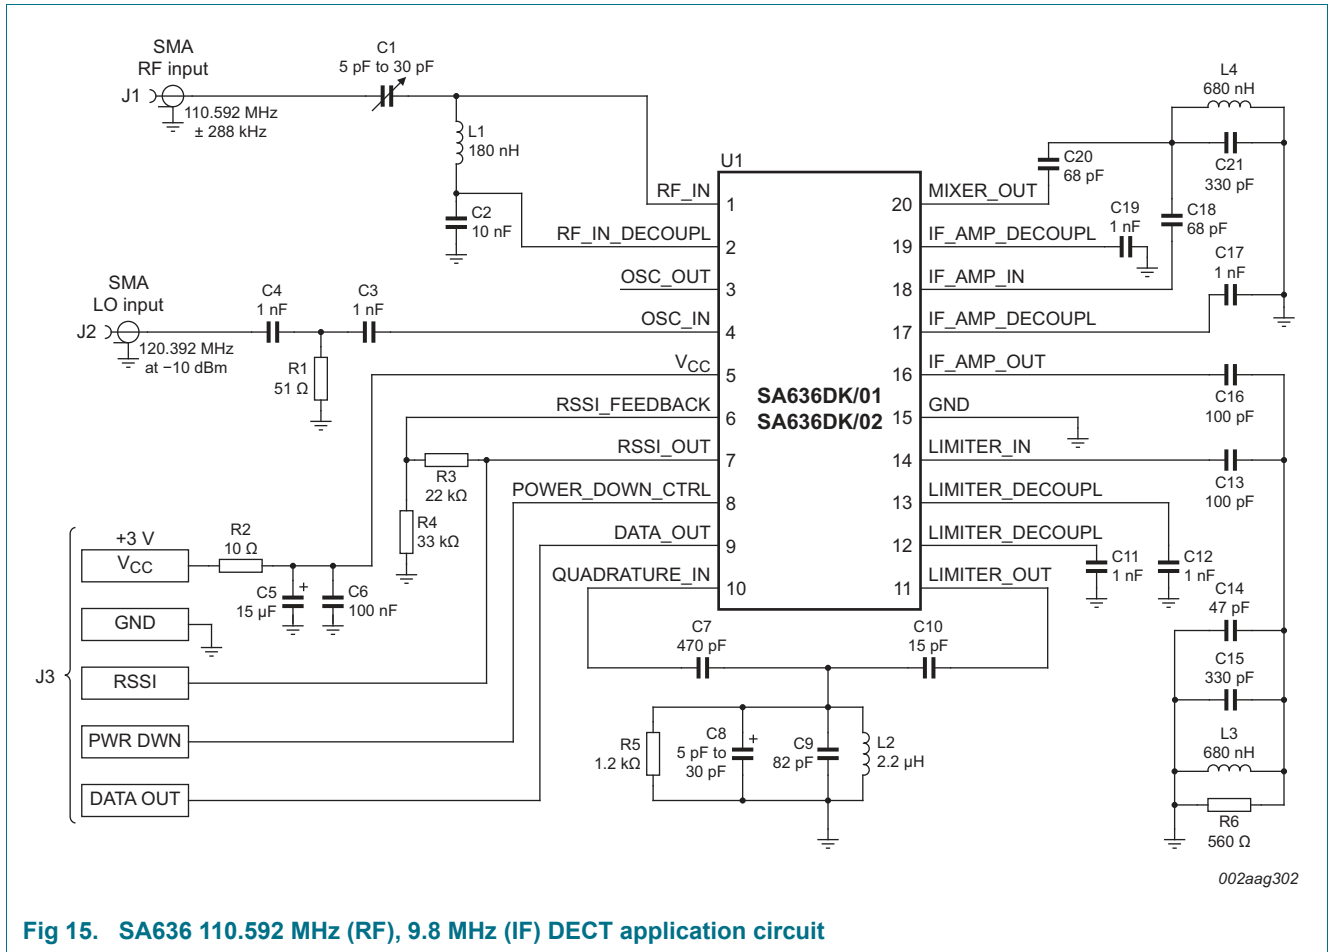 SMA
RF input
J1
110.592 MHz
± 288 kHz
C1
5 pF to 30 pF
L1
180 nH
C2
10 nF
SMA
LO input
J2
120.392 MHz
at −10 dBm
C4
1 nF
C3
1 nF
R1
51 Ω
U1
SA636DK/01
SA636DK/02
RF_IN
1
RF_IN_DECOUPL
2
OSC_OUT
3
OSC_IN
4
VCC
5
RSSI_FEEDBACK
6
RSSI_OUT
7
POWER_DOWN_CTRL
8
DATA_OUT
9
QUADRATURE_IN
10
20
MIXER_OUT
19
IF_AMP_DECOUPL
18
IF_AMP_IN
17
IF_AMP_DECOUPL
16
IF_AMP_OUT
15
GND
14
LIMITER_IN
13
LIMITER_DECOUPL
12
LIMITER_DECOUPL
11
LIMITER_OUT
L4
680 nH
C20
68 pF
C21
330 pF
C19
1 nF
C18
68 pF
C17
1 nF
C16
100 pF
C13
100 pF
C11
1 nF
C12
1 nF
C14
47 pF
C15
330 pF
L3
680 nH
R6
560 Ω
R3
22 kΩ
R4
33 kΩ
J3
+3 V
VCC
R2
10 Ω
C5
15 μF
+
C6
100 nF
GND
RSSI
PWR DWN
DATA OUT
C7
470 pF
C10
15 pF
R5
1.2 kΩ
C8
5 pF to
30 pF
+
C9
82 pF
L2
2.2 μH
002aag302
Fig 15. SA636 110.592 MHz (RF), 9.8 MHz (IF) DECT application circuit